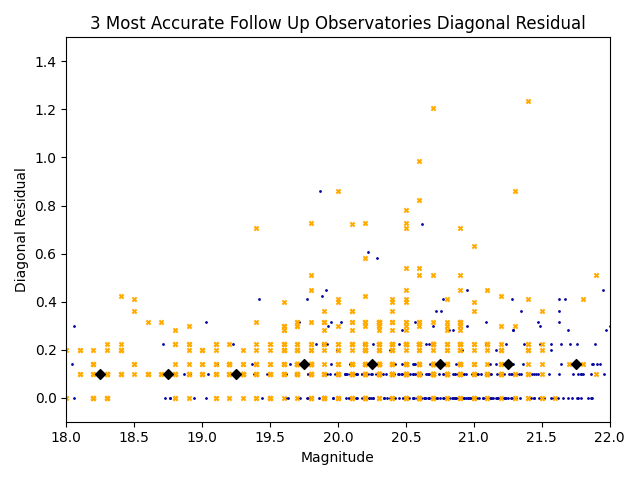 3 Most Accurate Follow Up Observatories Diagonal Residual
Diagonal Residual
1.4
1.2
1.0
0.8
0.6
0.4
0.2
0.0
18.0 18.5 19.0 19.5 20.0 20.5 21.0 21.5 22.0
Magnitude